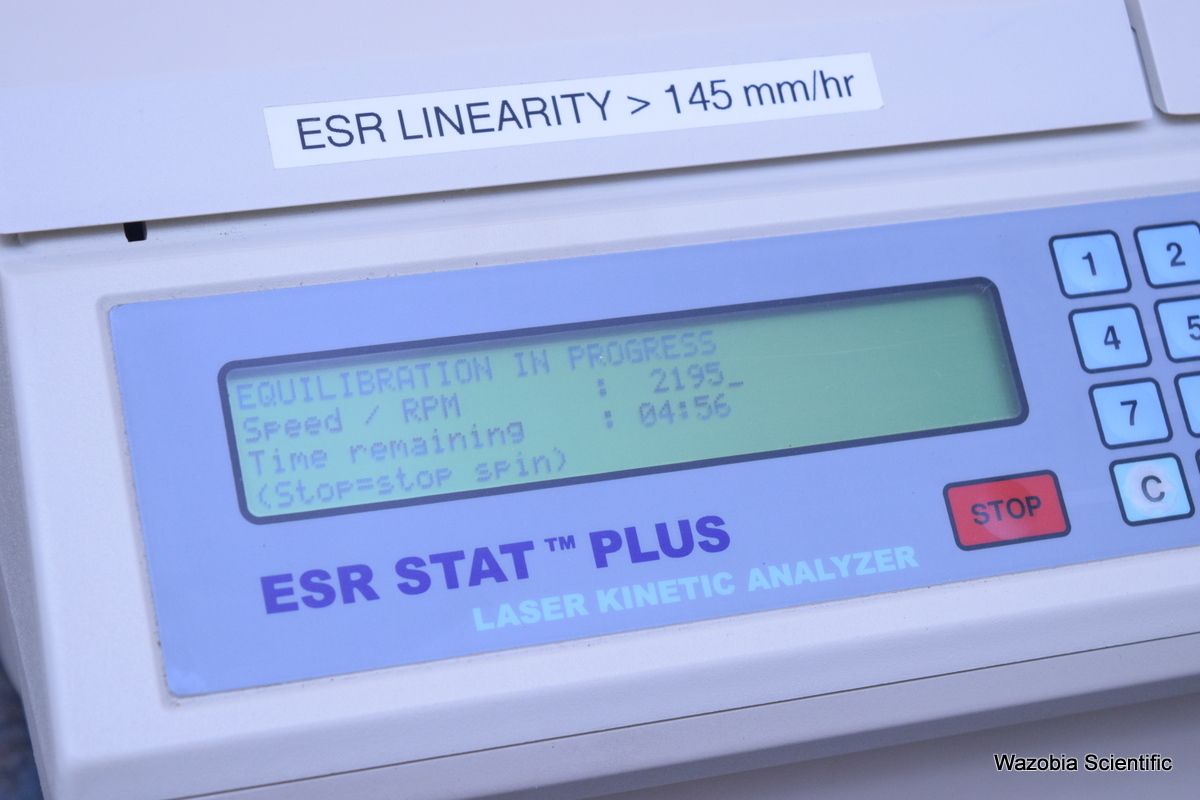 ESR LINEARITY > 145 mm/hr
EQUILIBRATION IN PROGRESS
Speed / RPM : 2195_
Time remaining : 04:56
(Stop=stop spin)
ESR STAT™ PLUS
LASER KINETIC ANALYZER
STOP
1 2
4 5
7
C
Wazobia Scientific